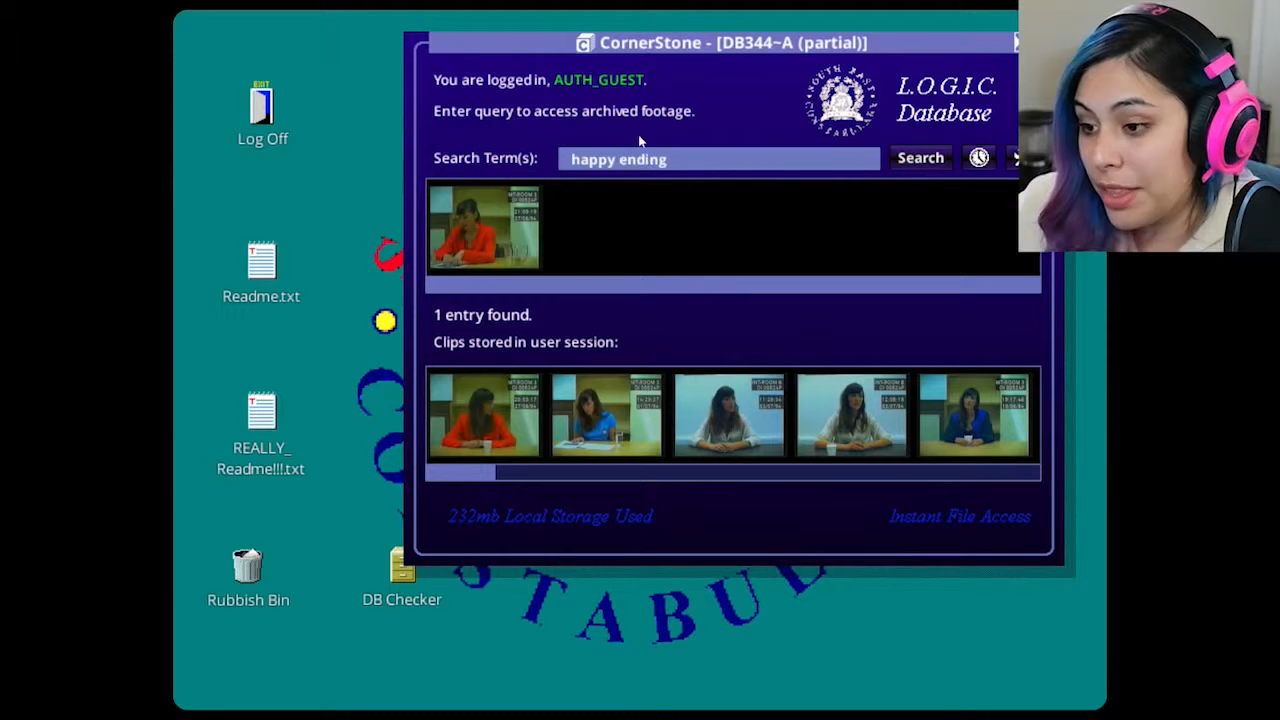 CornerStone - [DB344~A (partial)]
EXIT
Log Off
You are logged in, AUTH_GUEST.
Enter query to access archived footage.
L.O.G.I.C.
Database
Search Term(s):
happy ending
Search
Readme.txt
1 entry found.
Clips stored in user session:
REALLY_
Readme!!!.txt
232mb Local Storage Used
Instant File Access
Rubbish Bin
DB Checker
S T A B U L